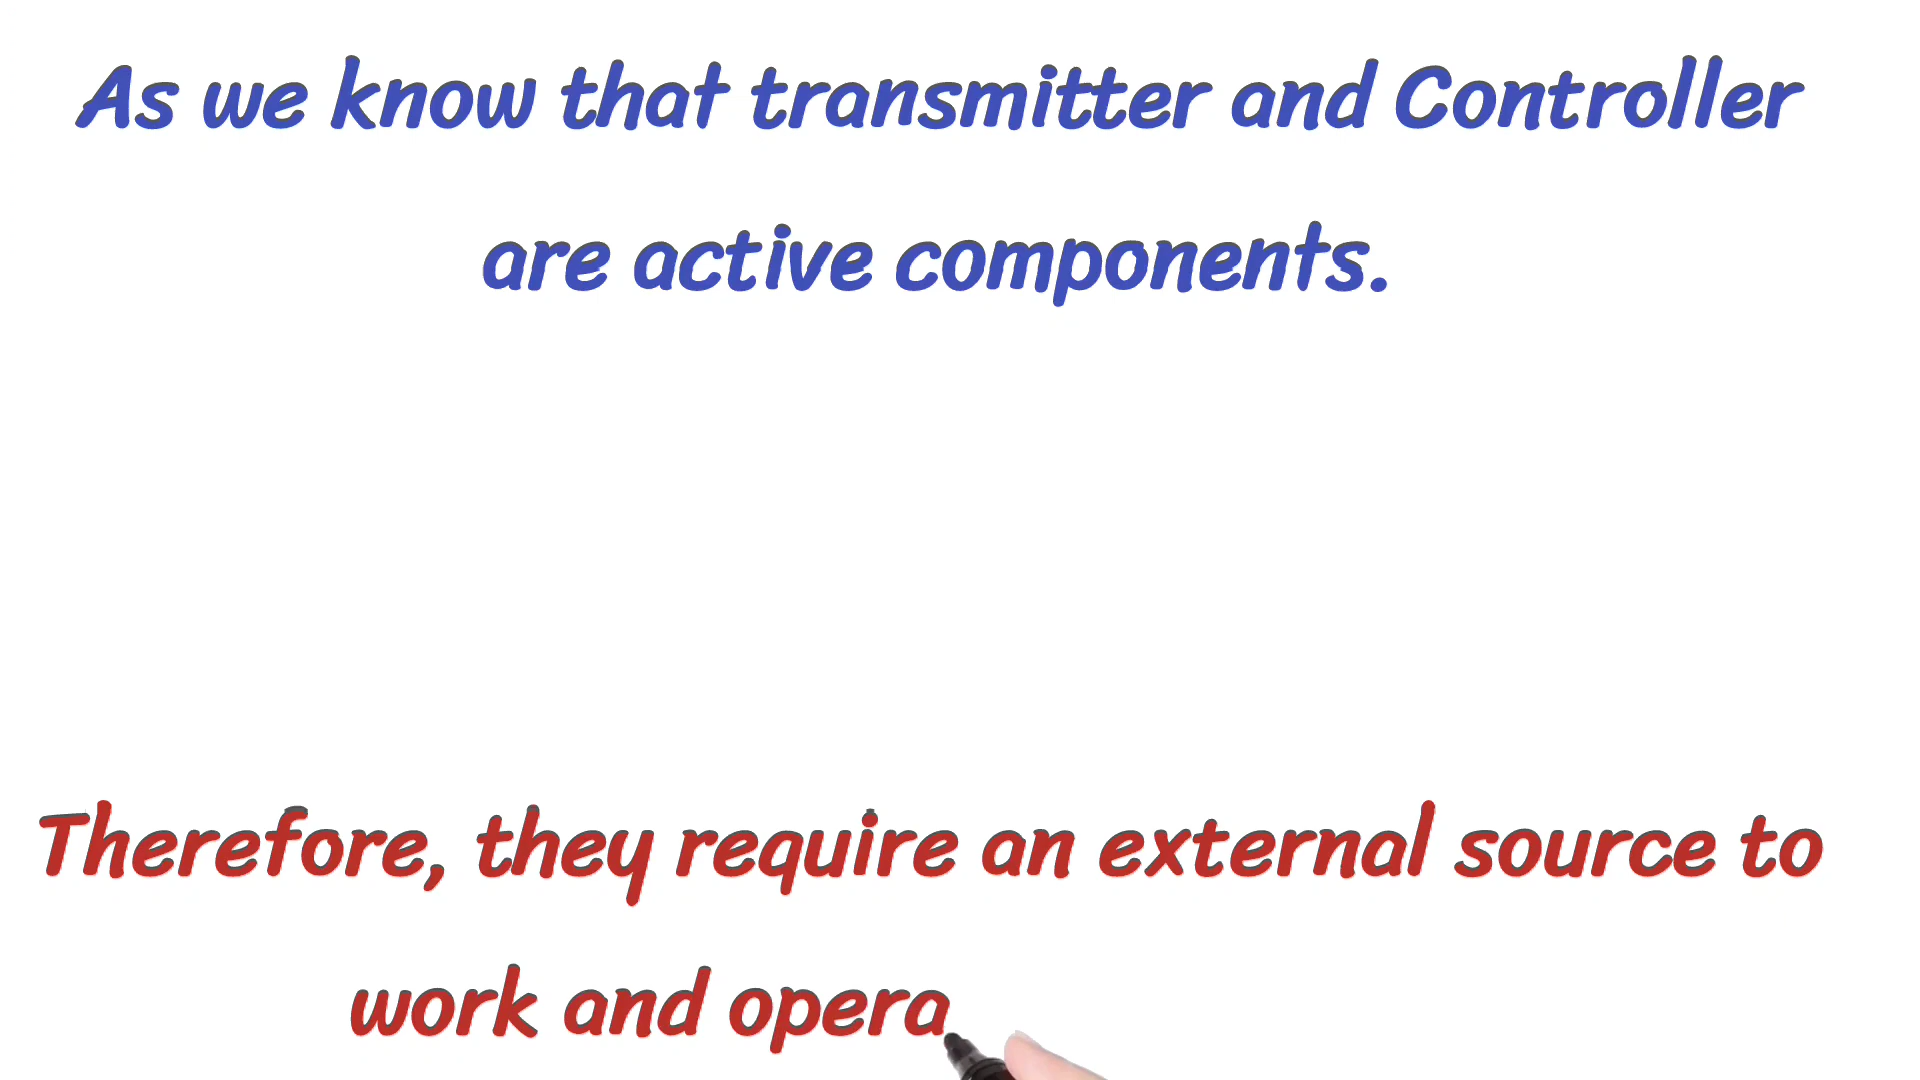 As we know that transmitter and Controller
are active components.
Therefore, they require an external source to
work and opera